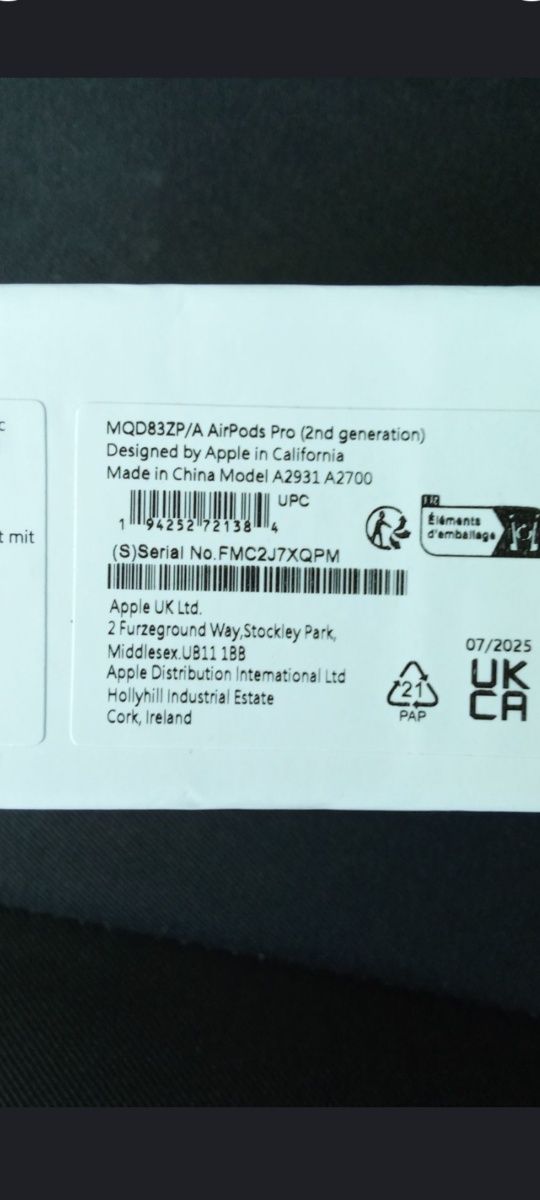 c
t mit
MQD83ZP/A AirPods Pro (2nd generation)
Designed by Apple in California
Made in China Model A2931 A2700
UPC
1 94252 72138 4
(S)Serial No.FMC2J7XQPM
Apple UK Ltd.
2 Furzeground Way,Stockley Park,
Middlesex.UB11 1BB
Apple Distribution International Ltd
Hollyhill Industrial Estate
Cork, Ireland
Éléments
d'emballage
21
PAP
07/2025
UK
CA